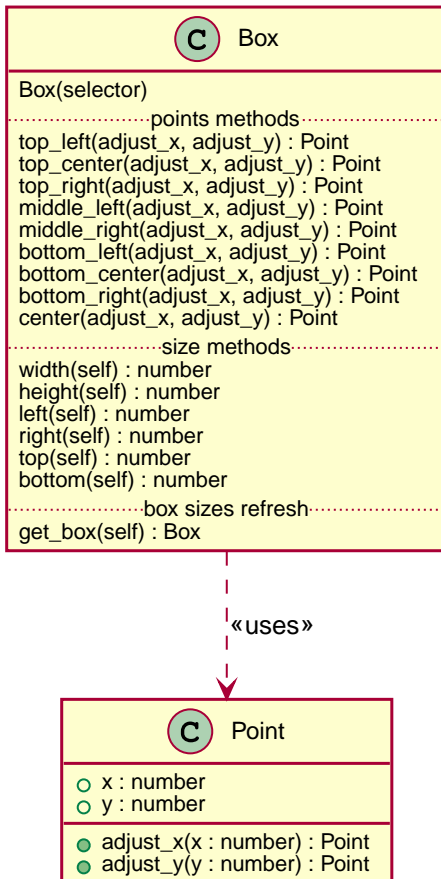 C Box
Box(selector)
points methods
top_left(adjust_x, adjust_y) : Point
top_center(adjust_x, adjust_y) : Point
top_right(adjust_x, adjust_y) : Point
middle_left(adjust_x, adjust_y) : Point
middle_right(adjust_x, adjust_y) : Point
bottom_left(adjust_x, adjust_y) : Point
bottom_center(adjust_x, adjust_y) : Point
bottom_right(adjust_x, adjust_y) : Point
center(adjust_x, adjust_y) : Point
size methods
width(self) : number
height(self) : number
left(self) : number
right(self) : number
top(self) : number
bottom(self) : number
box sizes refresh
get_box(self) : Box
«uses»
C Point
x : number
y : number
adjust_x(x : number) : Point
adjust_y(y : number) : Point